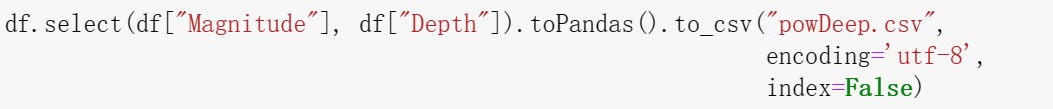 df.select(df["Magnitude"], df["Depth"]).toPandas().to_csv("powDeep.csv",
encoding='utf-8',
index=False)